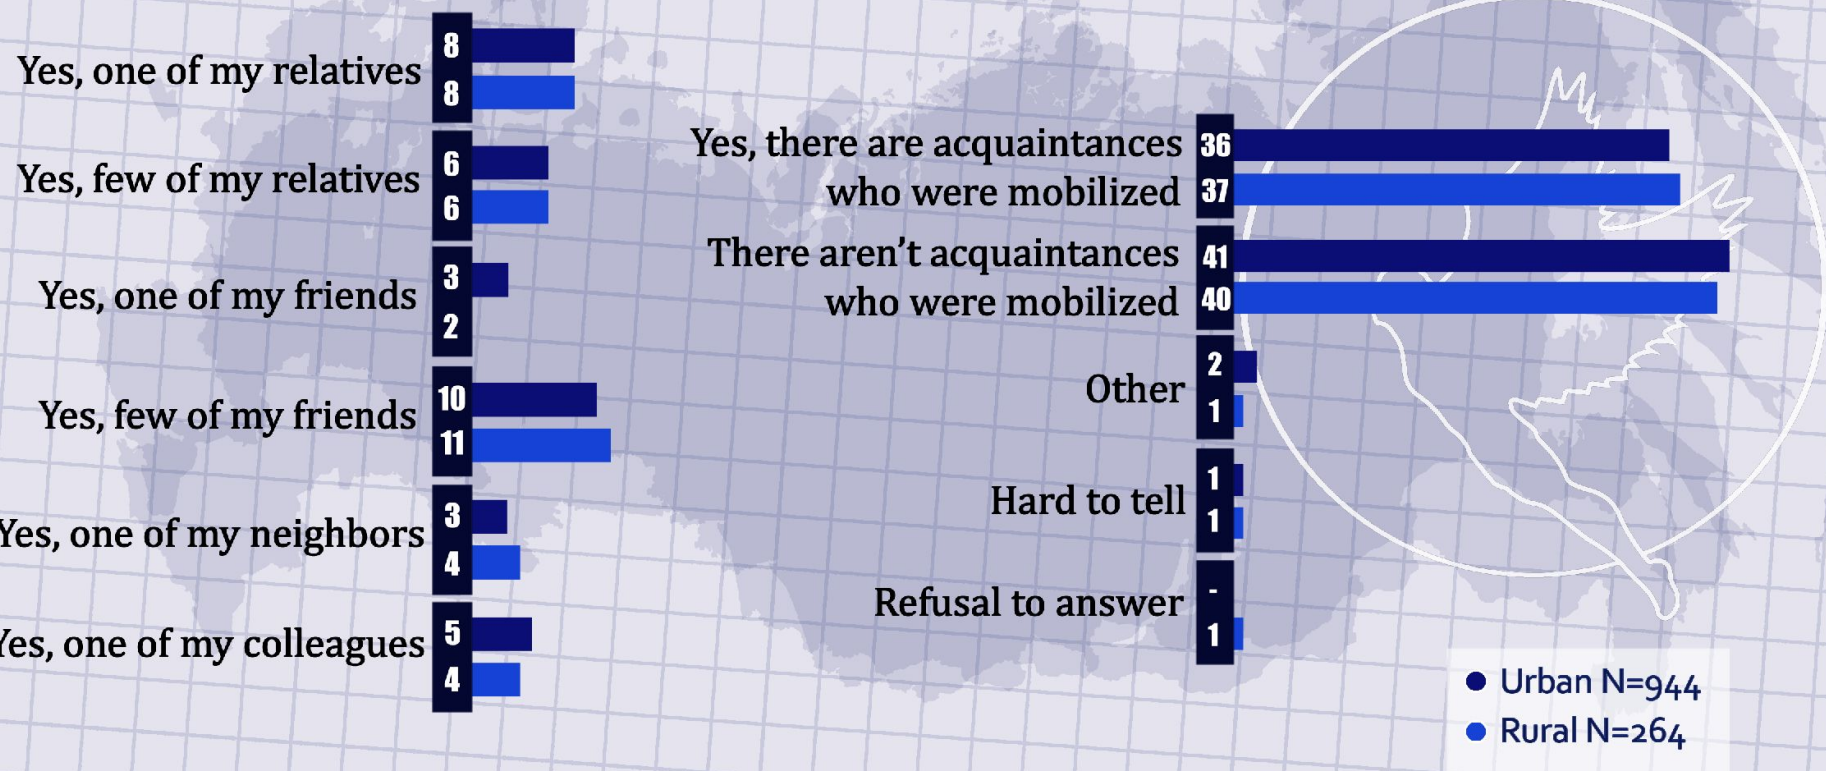 Yes, one of my relatives
8
8
Yes, few of my relatives
6
6
Yes, one of my friends
3
2
Yes, few of my friends
10
11
Yes, one of my neighbors
3
4
Yes, one of my colleagues
5
4
Yes, there are acquaintances
who were mobilized
36
37
There aren't acquaintances
who were mobilized
41
40
Other
2
1
Hard to tell
1
1
Refusal to answer
-
1
Urban N=944
Rural N=264